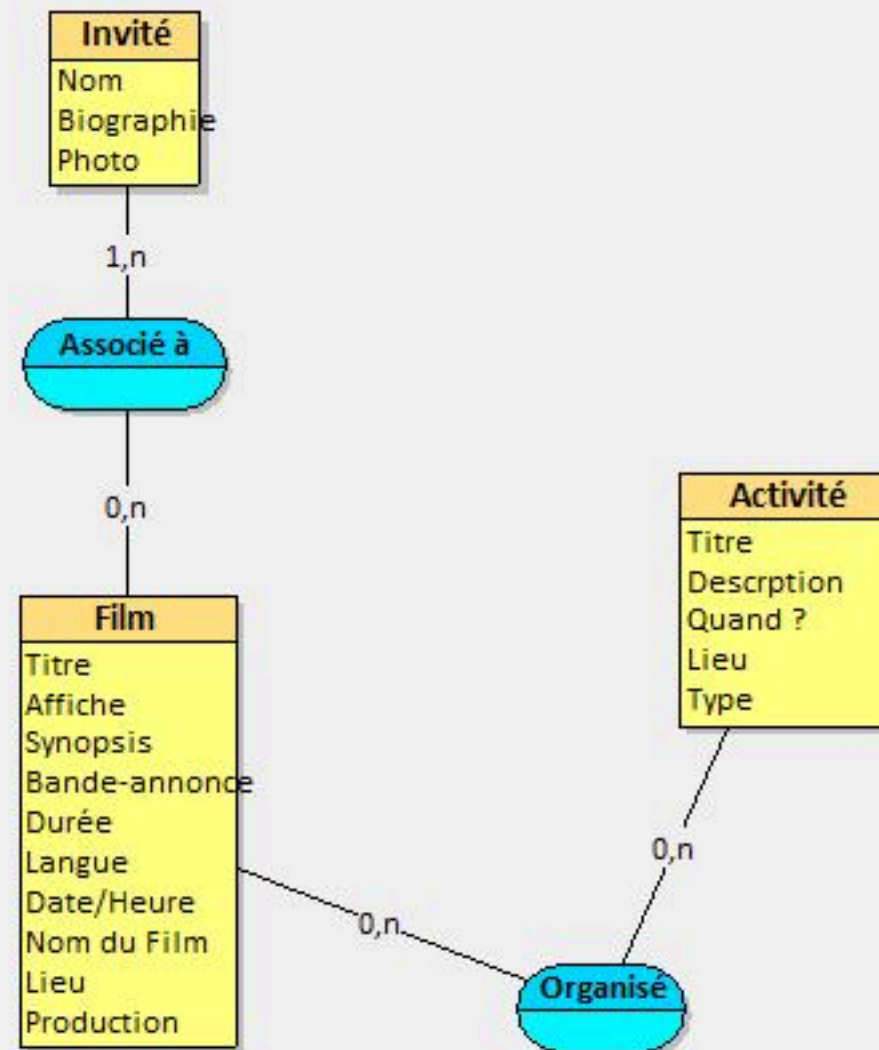 Invité
Nom
Biographie
Photo
1,n
Associé à
0,n
Film
Titre
Affiche
Synopsis
Bande-annonce
Durée
Langue
Date/Heure
Nom du Film
Lieu
Production
Activité
Titre
Descrption
Quand ?
Lieu
Type
0,n
0,n
Organisé